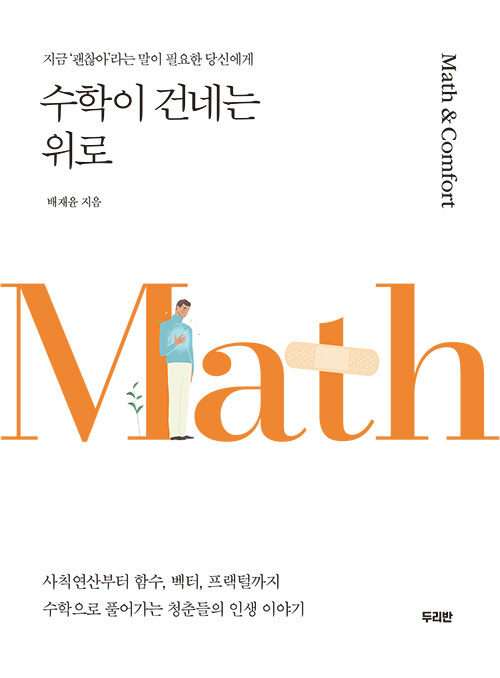 지금 '괜찮아'라는 말이 필요한 당신에게
수학이 건네는
위로
배재윤 지음
Math & Comfort
Math
사칙연산부터 함수, 벡터, 프랙털까지
수학으로 풀어가는 청춘들의 인생 이야기
두리반